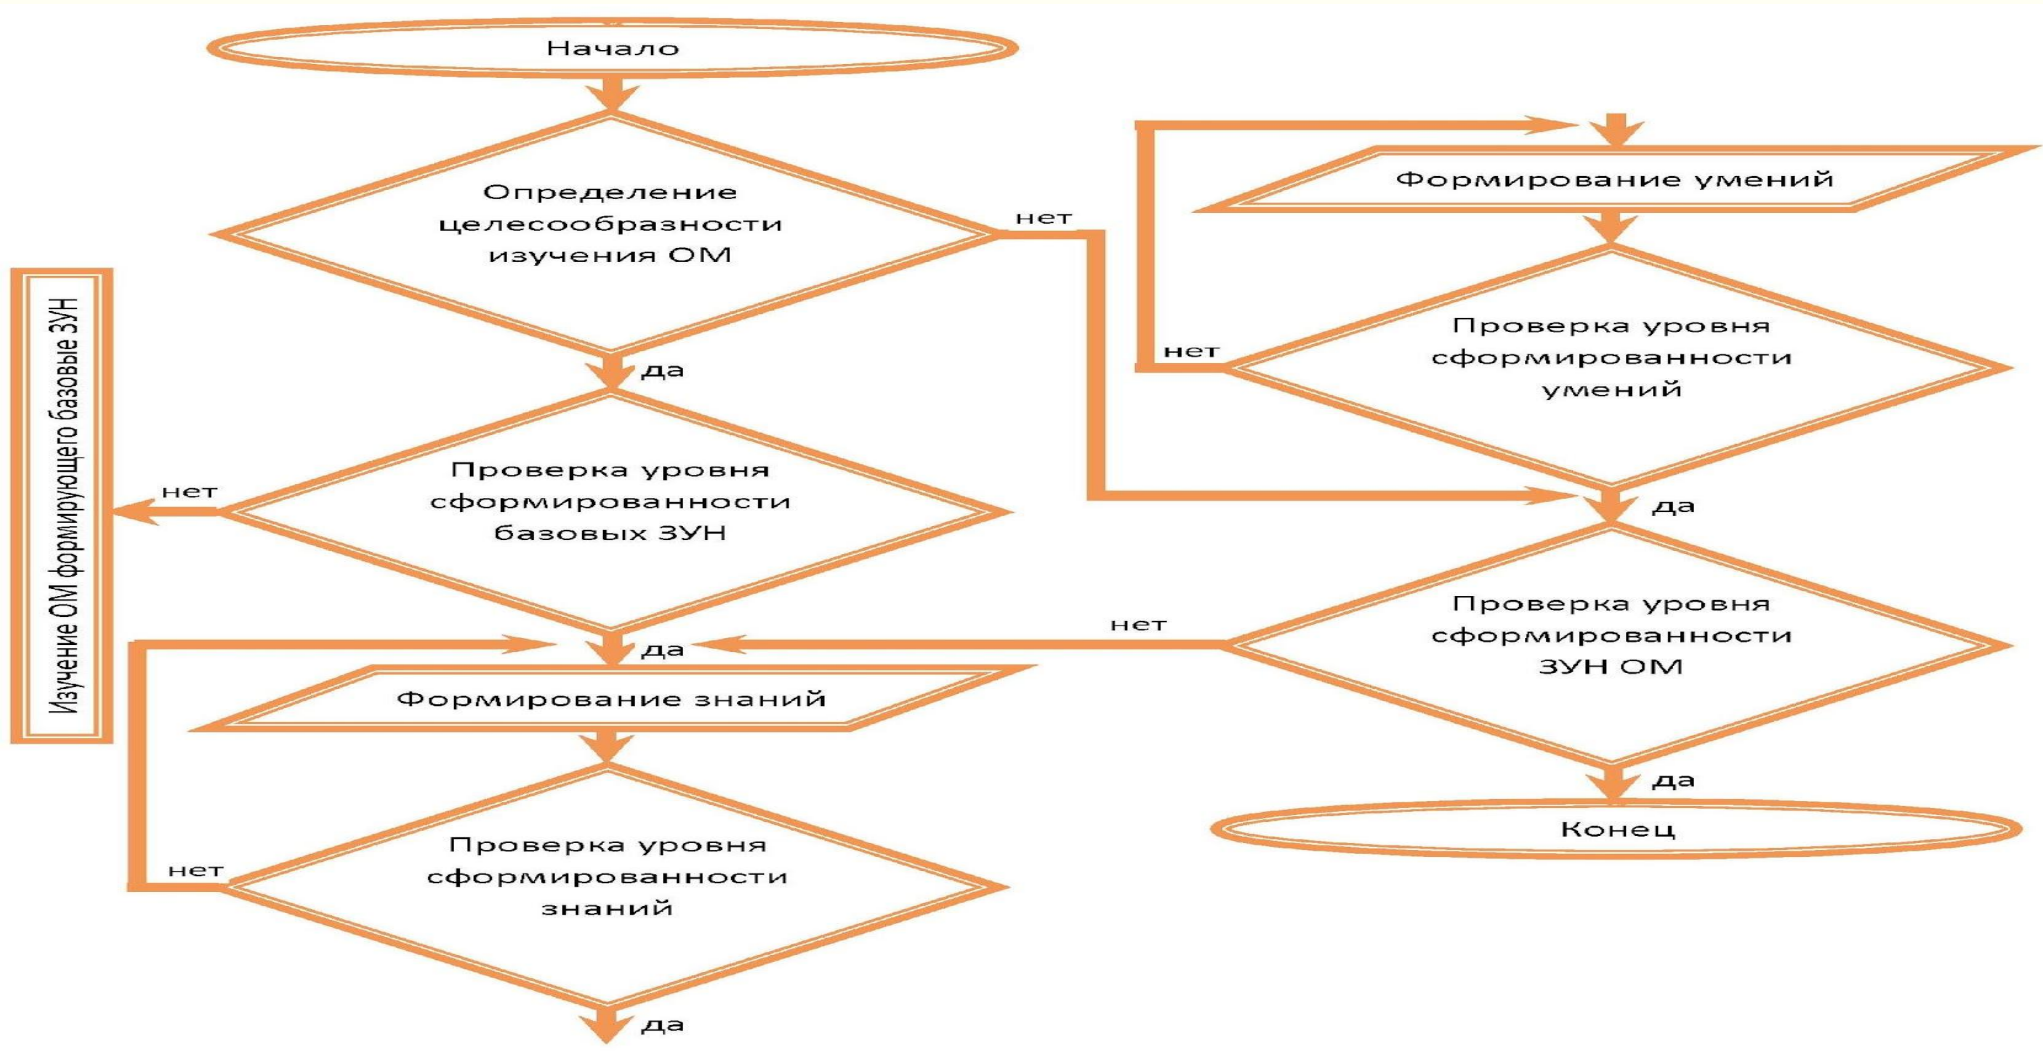 Начало
Определение
целесообразности
изучения ОМ
нет
да
Изучение ОМ формирующего базовые ЗУН
нет
Проверка уровня
сформированности
базовых ЗУН
да
Формирование знаний
Проверка уровня
сформированности
знаний
нет
да
Формирование умений
Проверка уровня
сформированности
умений
нет
да
Проверка уровня
сформированности
ЗУН ОМ
нет
да
Конец